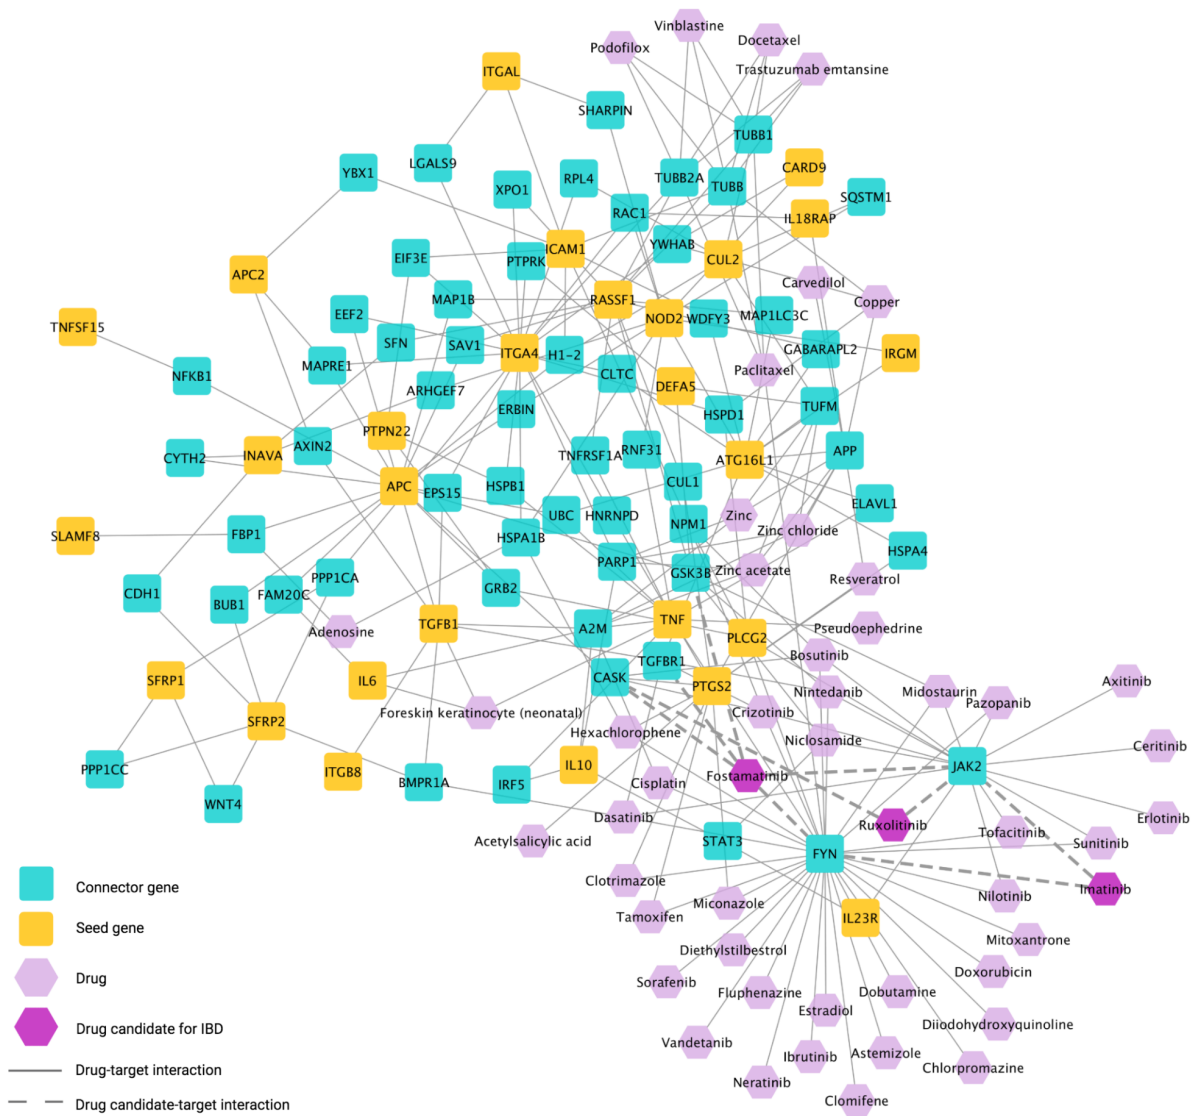 Vinblastine
Podofilox
Docetaxel
Trastuzumab emtansine
ITGAL
SHARPIN
TUBB1
LGALS9
CARD9
YBX1
XPO1
RPL4
TUBB2A
TUBB
SQSTM1
RAC1
IL18RAP
ICAM1
YWHAB
EIF3E
PTPRK
CUL2
APC2
Carvedilol
MAP1B
RASSF1
Copper
EEF2
NOD2
WDFY3
MAP1LC3C
TNFSF15
SFN
SAV1
ITGA4
H1-2
GABARAPL2
IRGM
MAPRE1
CLTC
Paclitaxel
NFKB1
ARHGEF7
DEFA5
ERBIN
HSPD1
TUFM
PTPN22
AXIN2
CYTH2
INAVA
TNFRSF1A
RNF31
ATG16L1
APP
APC
EPS15
HSPB1
CUL1
UBC
HNRNPD
NPM1
Zinc
ELAVL1
SLAMF8
FBP1
HSPA1B
Zinc chloride
HSPA4
PARP1
GSK3B
Zinc acetate
Resveratrol
CDH1
BUB1
FAM20C
PPP1CA
GRB2
Adenosine
TGFB1
A2M
TNF
PLCG2
Pseudoephedrine
SFRP1
IL6
CASK
TGFBR1
PTGS2
Bosutinib
Nintedanib
Midostaurin
Pazopanib
Axitinib
SFRP2
Foreskin keratinocyte (neonatal)
Crizotinib
Hexachlorophene
Niclosamide
Ceritinib
PPP1CC
ITGB8
BMPR1A
IRF5
IL10
Cisplatin
Fostamatinib
JAK2
WNT4
Dasatinib
Ruxolitinib
Tofacitinib
Erlotinib
Acetylsalicylic acid
STAT3
FYN
Sunitinib
Connector gene
Clotrimazole
Imatinib
Miconazole
Nilotinib
Seed gene
Tamoxifen
IL23R
Mitoxantrone
Diethylstilbestrol
Drug
Sorafenib
Fluphenazine
Dobutamine
Doxorubicin
Estradiol
Drug candidate for IBD
Diiodohydroxyquinoline
Vandetanib
Ibrutinib
Astemizole
Chlorpromazine
Drug-target interaction
Neratinib
Clomifene
Drug candidate-target interaction